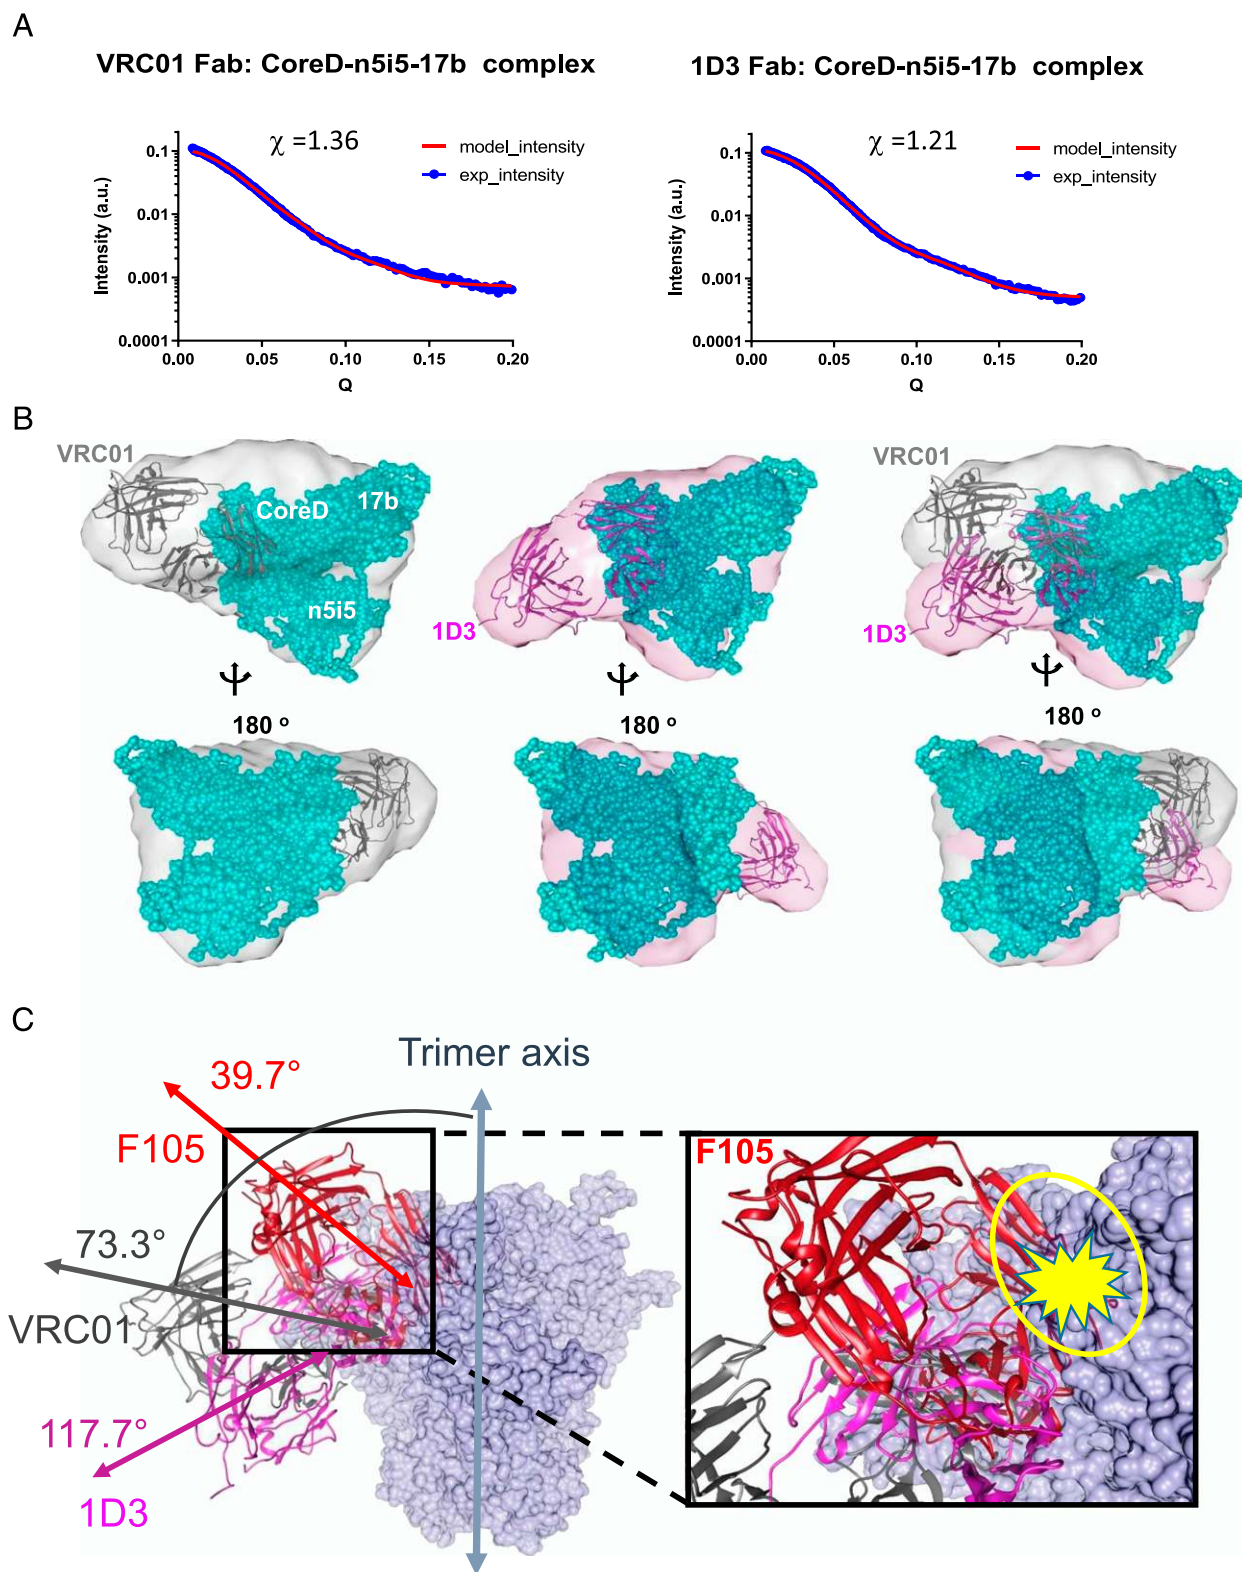 A
VRC01 Fab: CoreD-n5i5-17b complex
χ =1.36
model_intensity
exp_intensity
Intensity (a.u.)
0.1
0.01
0.001
0.0001
0.00
0.05
0.10
0.15
0.20
Q
1D3 Fab: CoreD-n5i5-17b complex
χ =1.21
model_intensity
exp_intensity
Intensity (a.u.)
0.1
0.01
0.001
0.0001
0.00
0.05
0.10
0.15
0.20
Q
B
VRC01
CoreD
17b
n5i5
180 °
1D3
180 °
VRC01
1D3
180 °
C
Trimer axis
39.7°
F105
73.3°
VRC01
117.7°
1D3
F105